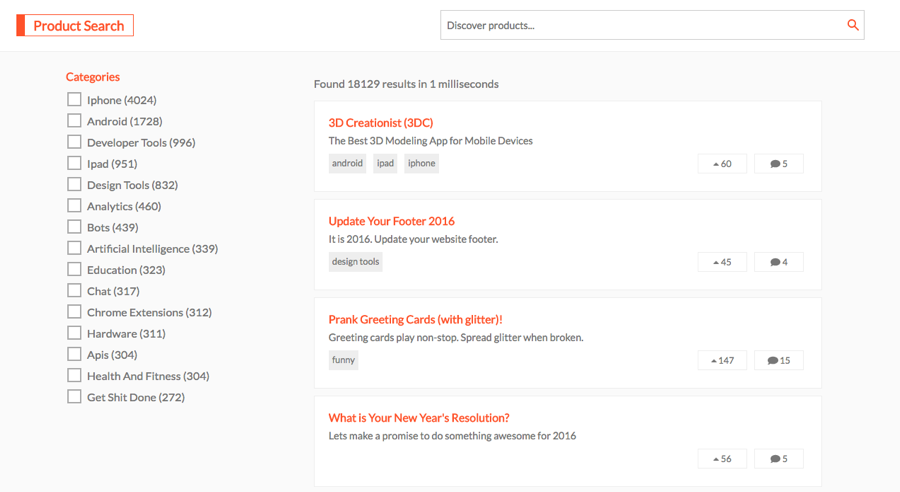 Product Search
Discover products...
Categories
Iphone (4024)
Android (1728)
Developer Tools (996)
Ipad (951)
Design Tools (832)
Analytics (460)
Bots (439)
Artificial Intelligence (339)
Education (323)
Chat (317)
Chrome Extensions (312)
Hardware (311)
Apis (304)
Health And Fitness (304)
Get Shit Done (272)
Found 18129 results in 1 milliseconds
3D Creationist (3DC)
The Best 3D Modeling App for Mobile Devices
android ipad iphone 60 5
Update Your Footer 2016
It is 2016. Update your website footer.
design tools 45 4
Prank Greeting Cards (with glitter)!
Greeting cards play non-stop. Spread glitter when broken.
funny 147 15
What is Your New Year's Resolution?
Lets make a promise to do something awesome for 2016
56 5